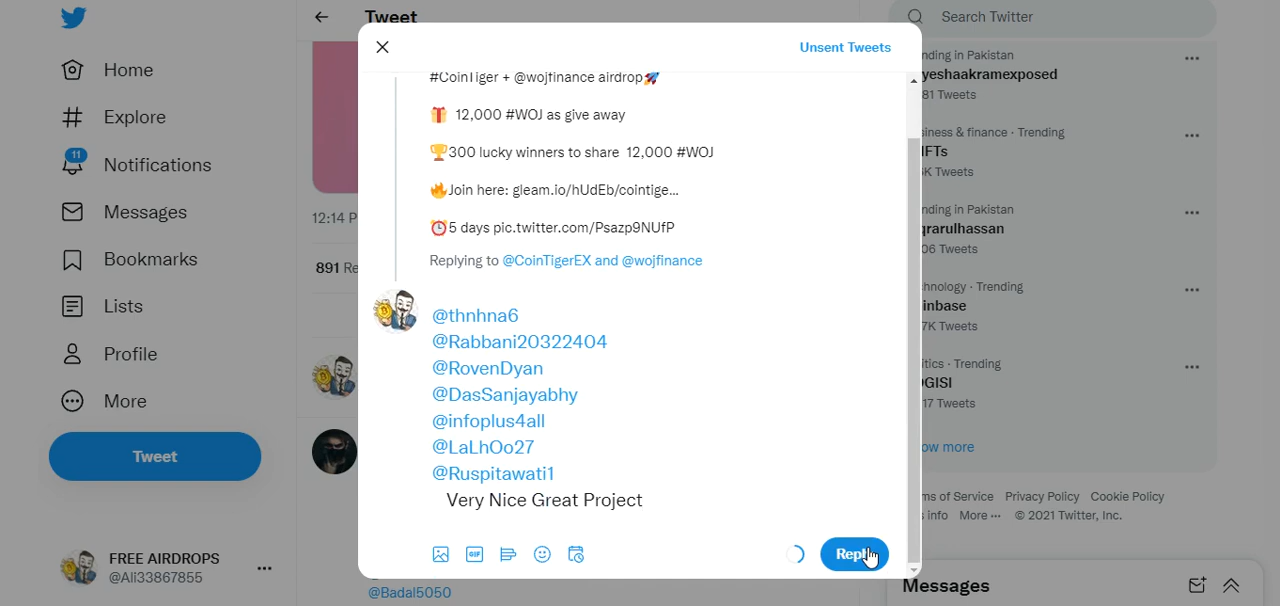 Tweet
Unsent Tweets
Search Twitter
Home
Explore
11
Notifications
Messages
Bookmarks
Lists
Profile
More
Tweet
FREE AIRDROPS
@Ali33867855
12:14 P
891 Re
#CoinTiger + @wojfinance airdrop🚀
🎁 12,000 #WOJ as give away
🏆300 lucky winners to share 12,000 #WOJ
🔥Join here: gleam.io/hUdEb/cointige...
⏰5 days pic.twitter.com/Psazp9NUfP
Replying to @CoinTigerEX and @wojfinance
@thnhna6
@Rabbani20322404
@RovenDyan
@DasSanjayabhy
@infoplus4all
@LaLhOo27
@Ruspitawati1
Very Nice Great Project
GIF
Reply
@Badal5050
nding in Pakistan
yeshaakramexposed
81 Tweets
siness & finance · Trending
IFTs
K Tweets
nding in Pakistan
qrarulhassan
06 Tweets
chnology · Trending
inbase
7K Tweets
itics · Trending
OGISI
17 Tweets
ow more
ms of Service Privacy Policy Cookie Policy
info More ··· © 2021 Twitter, Inc.
Messages